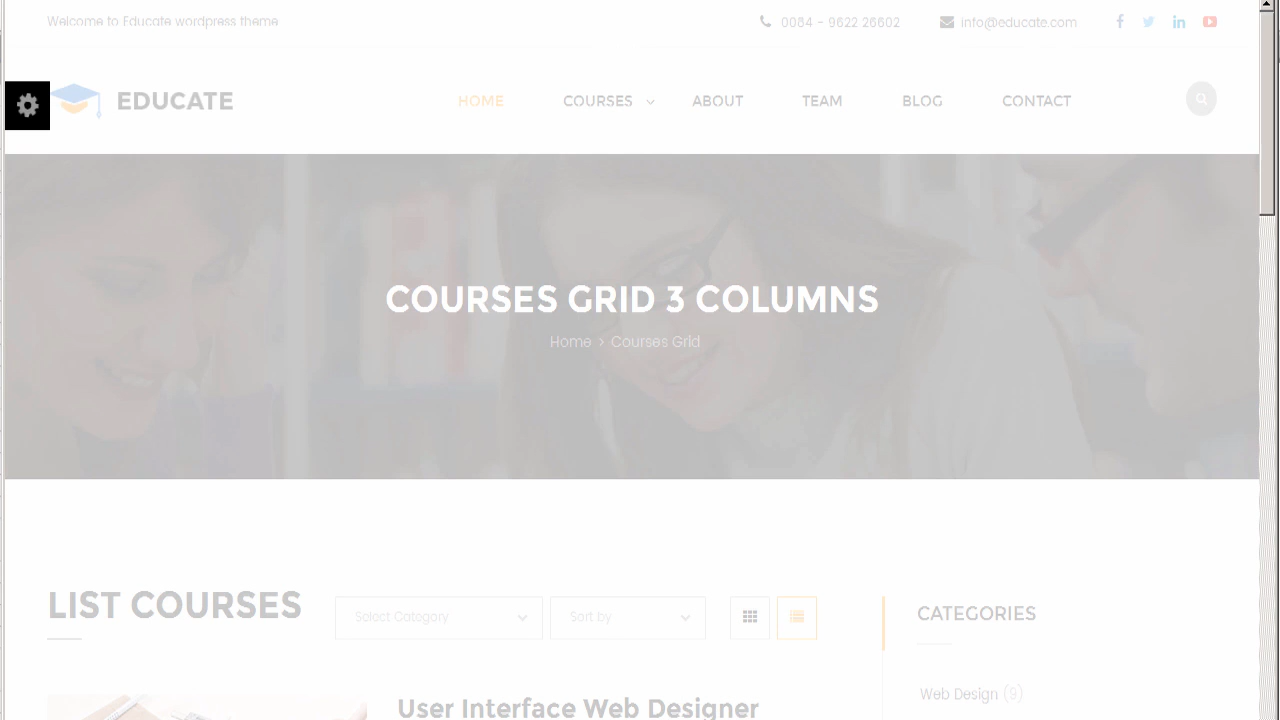 Welcome to Educate wordpress theme
0084 - 9622 26602
info@educate.com
EDUCATE
HOME
COURSES
ABOUT
TEAM
BLOG
CONTACT
COURSES GRID 3 COLUMNS
Home > Courses Grid
LIST COURSES
Select Category
Sort by
CATEGORIES
Web Design (9)
User Interface Web Designer